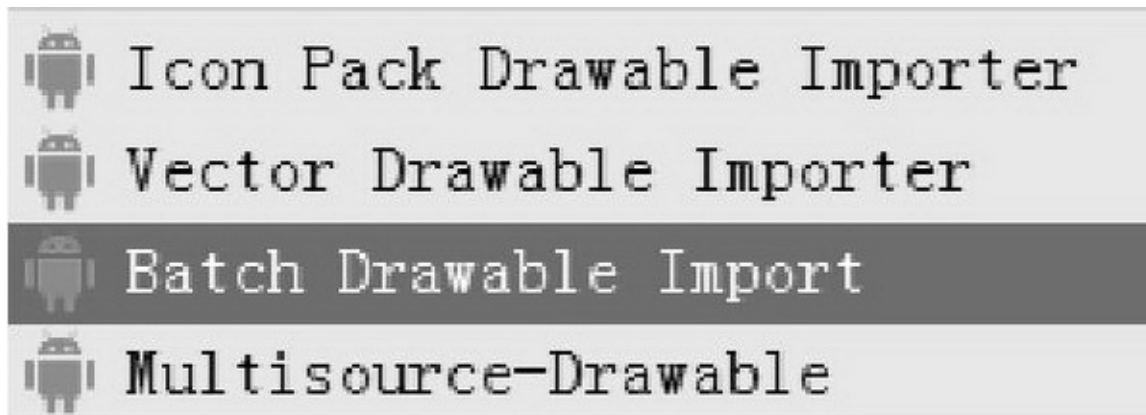 Icon Pack Drawable Importer
Vector Drawable Importer
Batch Drawable Import
Multisource-Drawable